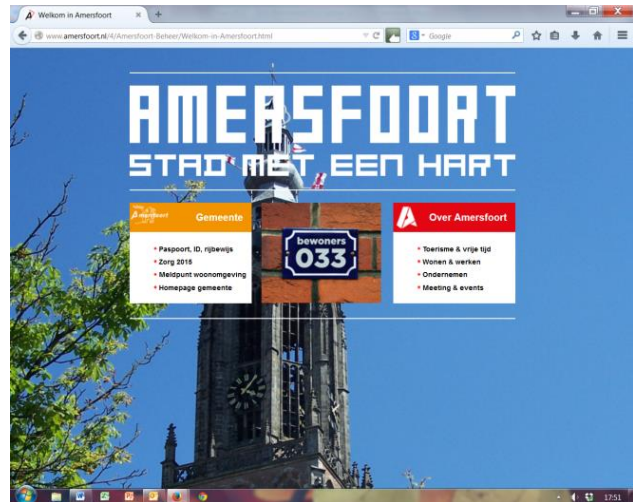 Welkom in Amersfoort
www.amersfoort.nl/4/Amersfoort-Beheer/Welkom-in-Amersfoort.html
Google
AMERSFOORT
STAD MET EEN HART
Amersfoort
Gemeente
Paspoort, ID, rijbewijs
Zorg 2015
Meldpunt woonomgeving
Homepage gemeente
bewoners
033
Over Amersfoort
Toerisme & vrije tijd
Wonen & werken
Ondernemen
Meeting & events
17:51